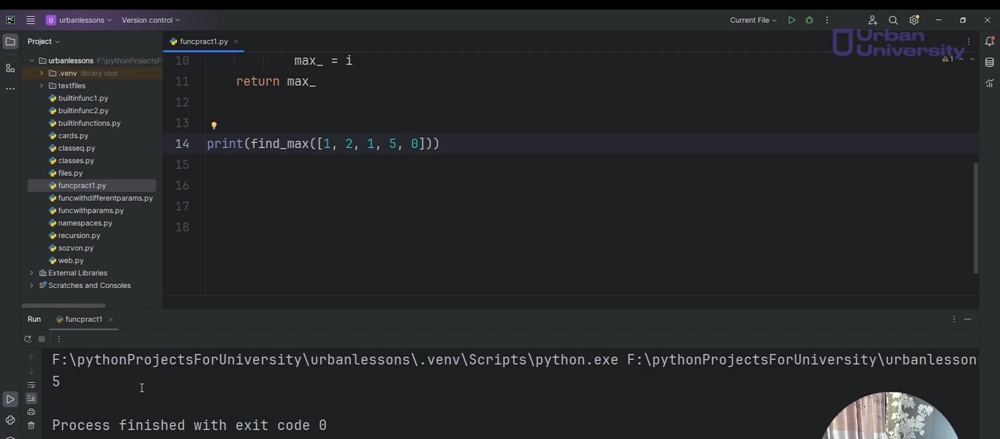 PC
U urbanlessons
Version control
Current File
Project
funcpract1.py
Urban
University
urbanlessons F:\pythonProjectsF
.venv library root
textfiles
builtinfunc1.py
builtinfunc2.py
builtinfunctions.py
cards.py
classeq.py
classes.py
files.py
funcpract1.py
funcwithdifferentparams.py
funcwithparams.py
namespaces.py
recursion.py
sozvon.py
web.py
External Libraries
Scratches and Consoles
1
10 max_ = i
11 return max_
12
13
14 print(find_max([1, 2, 1, 5, 0]))
15
16
17
18
Run funcpract1
F:\pythonProjectsForUniversity\urbanlessons\.venv\Scripts\python.exe F:\pythonProjectsForUniversity\urbanlesson
5
Process finished with exit code 0